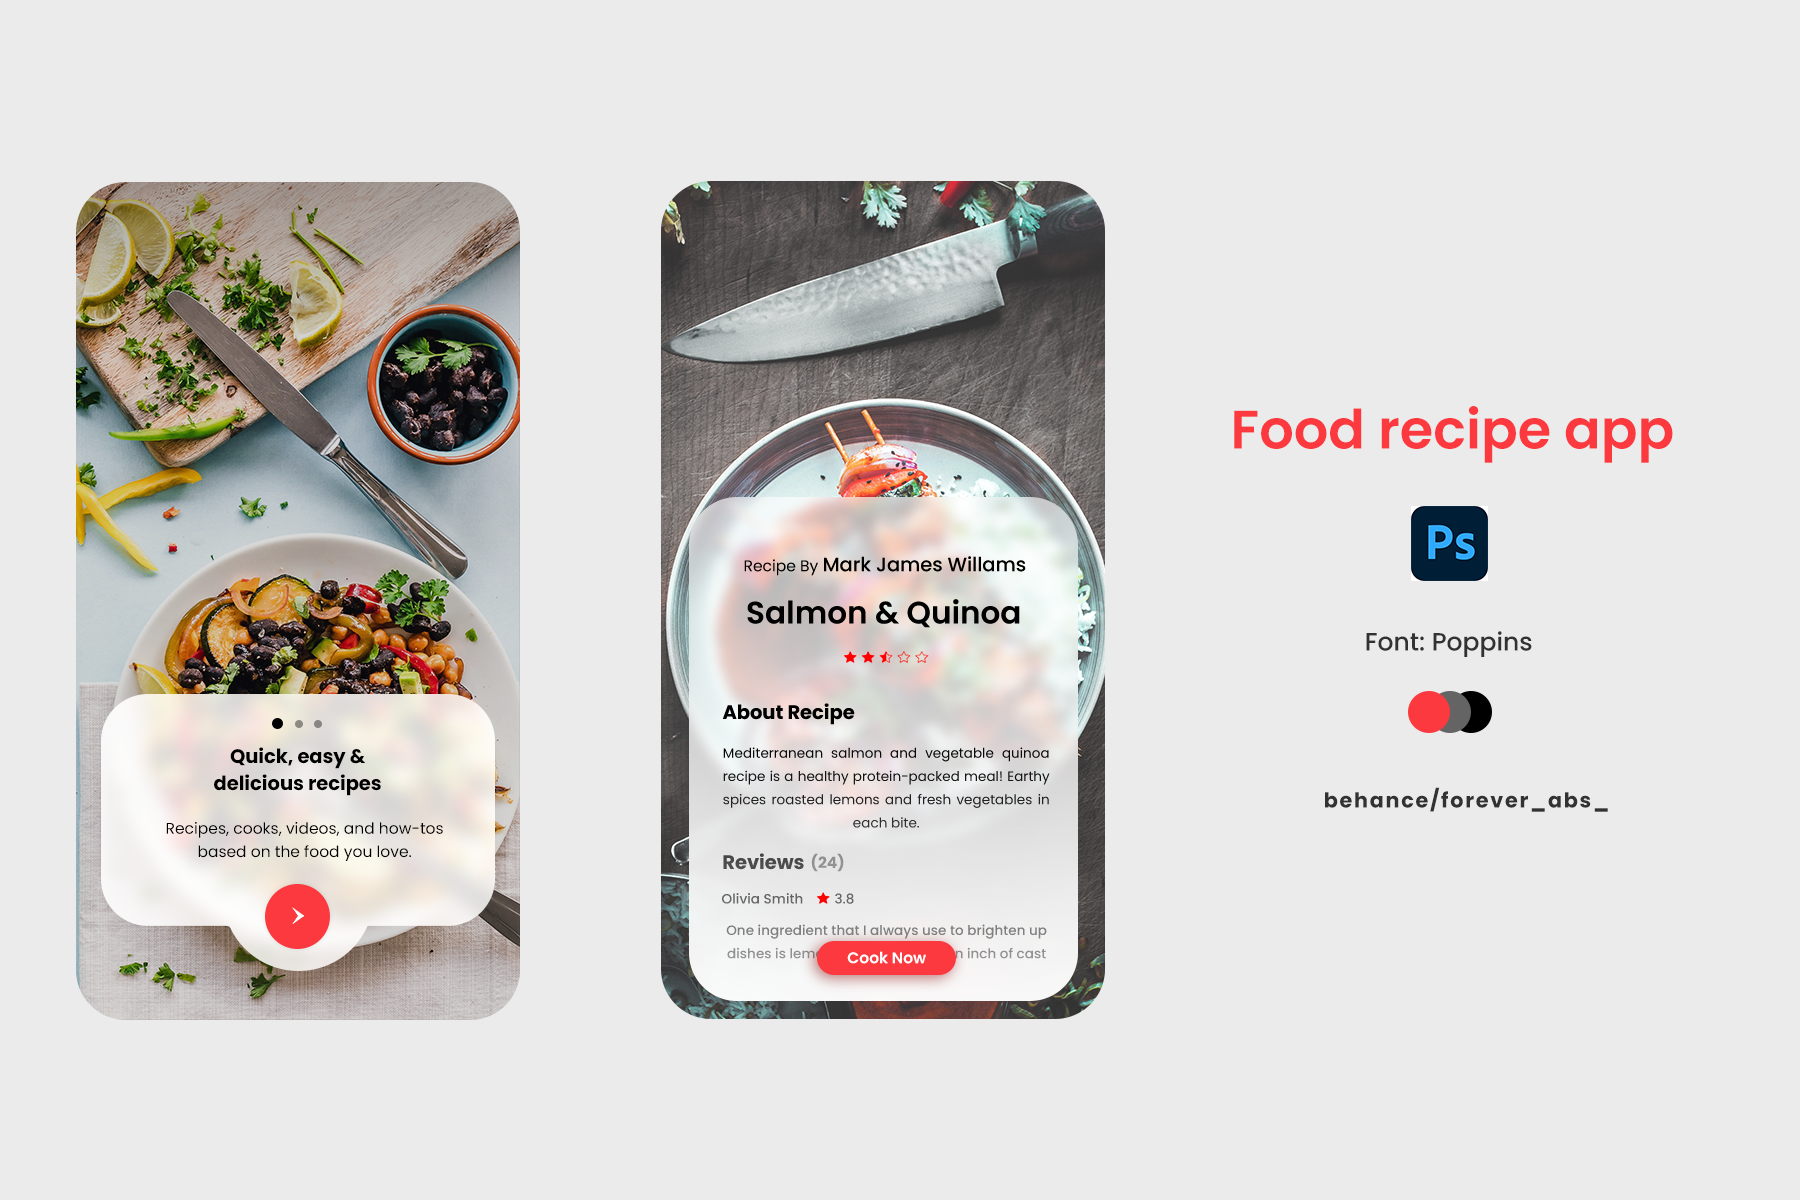 Quick, easy &
delicious recipes
Recipes, cooks, videos, and how-tos
based on the food you love.
Recipe By Mark James Willams
Salmon & Quinoa
About Recipe
Mediterranean salmon and vegetable quinoa
recipe is a healthy protein-packed meal! Earthy
spices roasted lemons and fresh vegetables in
each bite.
Reviews (24)
Olivia Smith 3.8
One ingredient that I always use to brighten up
dishes is n inch of cast
Cook Now
Food recipe app
Ps
Font: Poppins
behance/forever_abs_